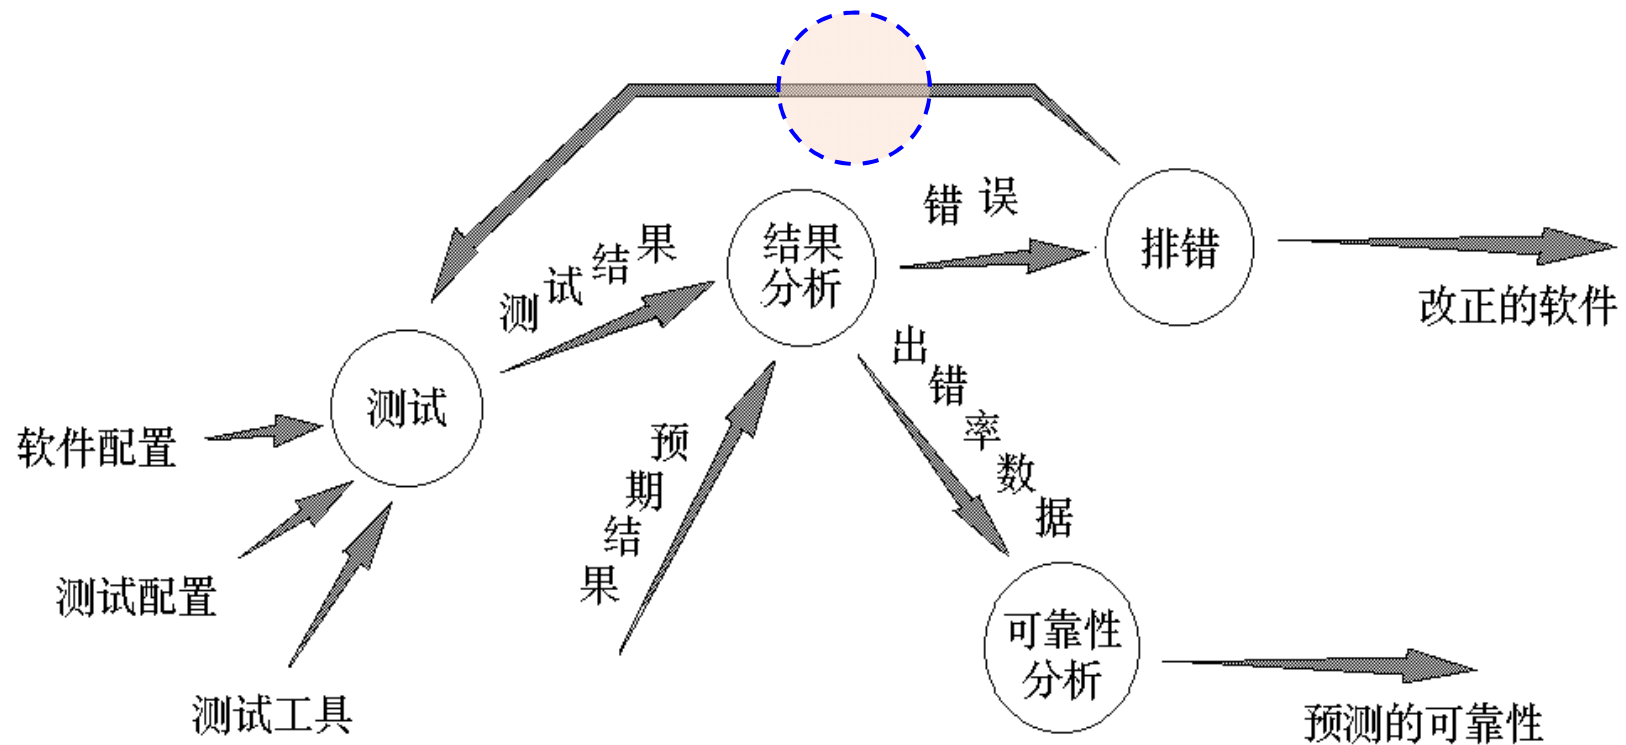 错误
测试结果
结果
分析
排错
改正的软件
出错率数据
测试
预期结果
软件配置
测试配置
可靠性
分析
测试工具
预测的可靠性